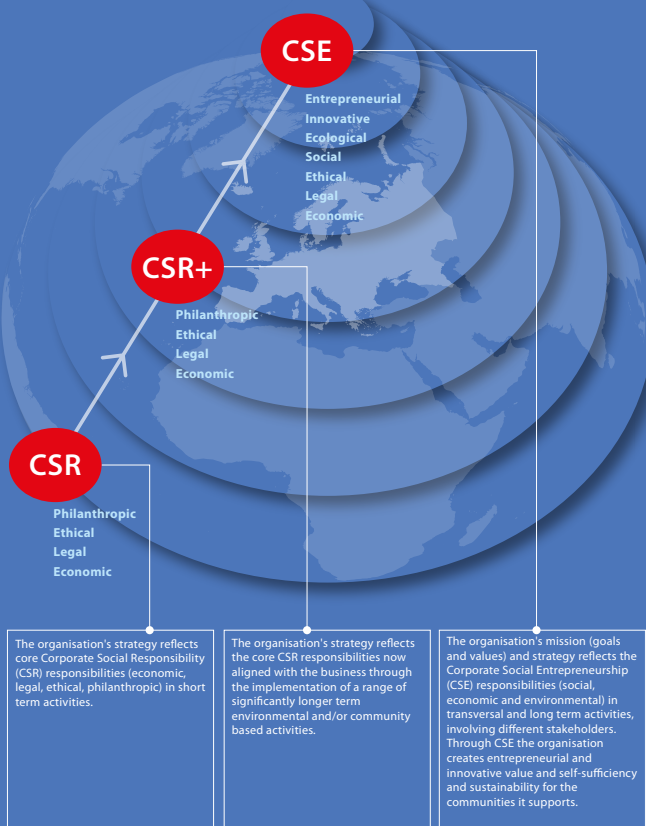 CSE
Entrepreneurial
Innovative
Ecological
Social
Ethical
Legal
Economic
CSR+
Philanthropic
Ethical
Legal
Economic
CSR
Philanthropic
Ethical
Legal
Economic
The organisation's strategy reflects
core Corporate Social Responsibility
(CSR) responsibilities (economic,
legal, ethical, philanthropic) in short
term activities.
The organisation's strategy reflects
the core CSR responsibilities now
aligned with the business through
the implementation of a range of
significantly longer term
environmental and/or community
based activities.
The organisation's mission (goals
and values) and strategy reflects the
Corporate Social Entrepreneurship
(CSE) responsibilities (social,
economic and environmental) in
transversal and long term activities,
involving different stakeholders.
Through CSE the organisation
creates entrepreneurial and
innovative value and self-sufficiency
and sustainability for the
communities it supports.